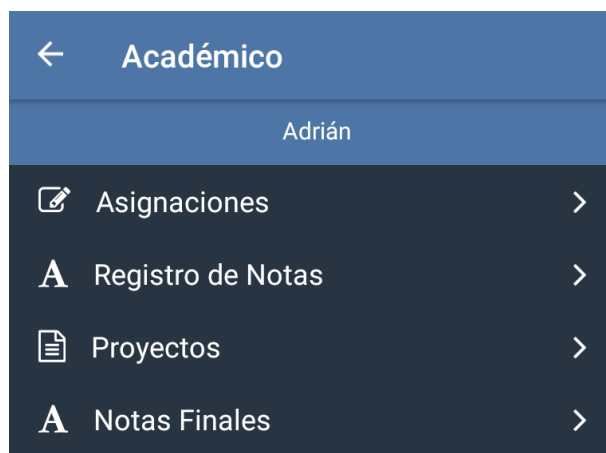 Académico
Adrián
Asignaciones
Registro de Notas
Proyectos
Notas Finales